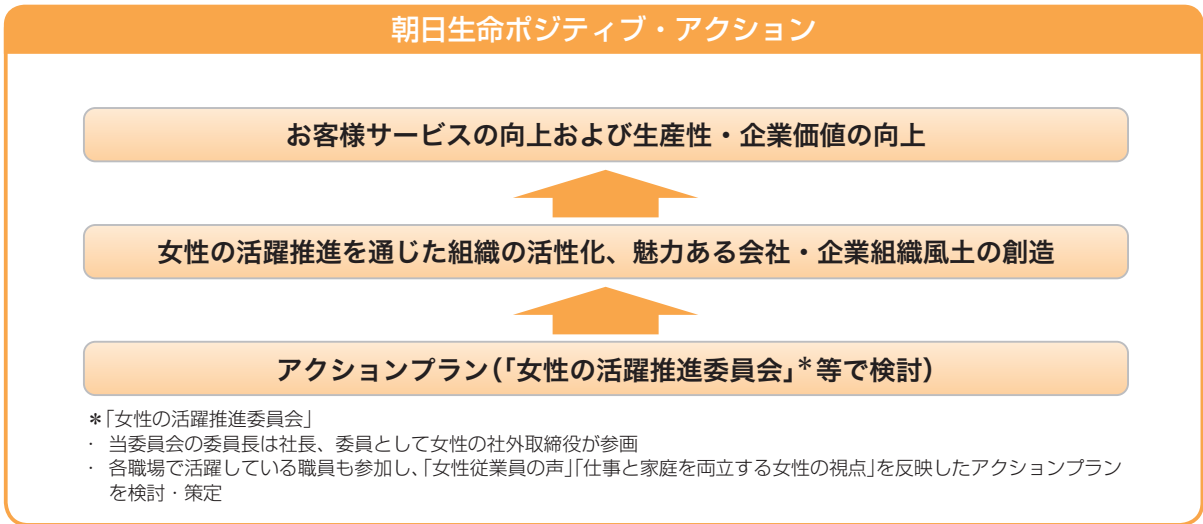 朝日生命ポジティブ・アクション
お客様サービスの向上および生産性・企業価値の向上
女性の活躍推進を通じた組織の活性化、魅力ある会社・企業組織風土の創造
アクションプラン(「女性の活躍推進委員会」＊等で検討)
＊「女性の活躍推進委員会」
・ 当委員会の委員長は社長、委員として女性の社外取締役が参画
・ 各職場で活躍している職員も参加し、「女性従業員の声」「仕事と家庭を両立する女性の視点」を反映したアクションプラン
を検討・策定